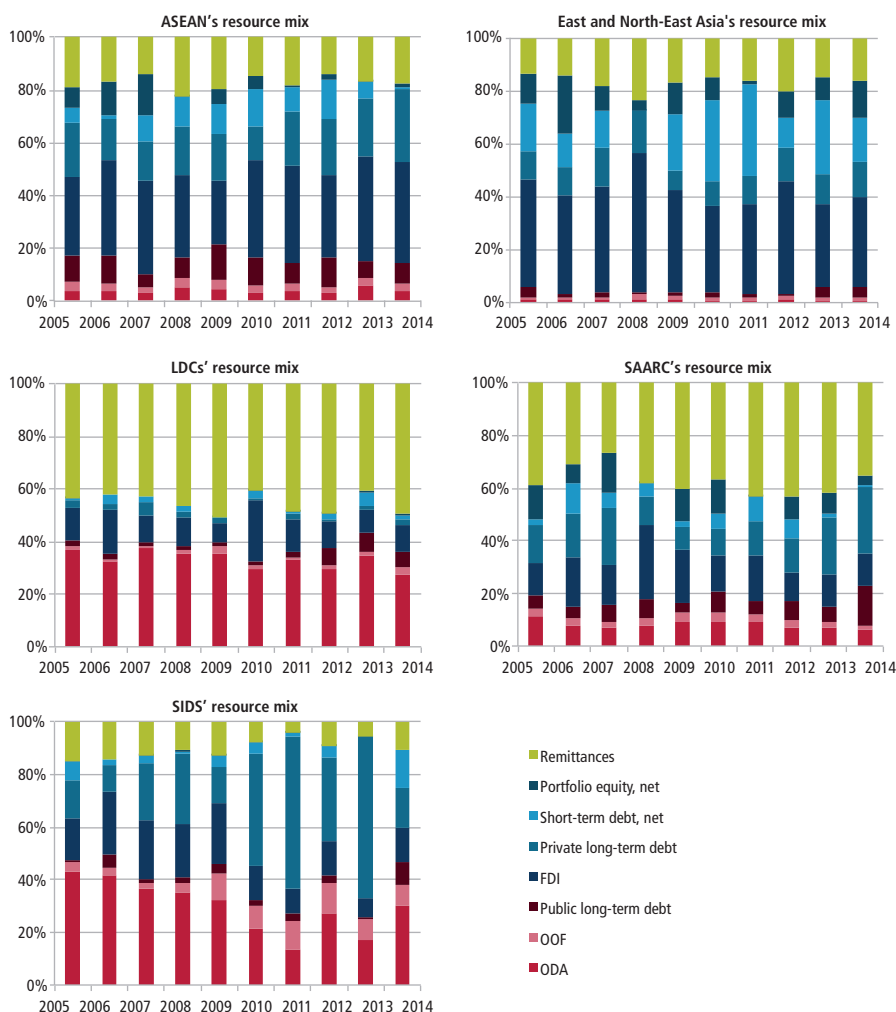 ASEAN's resource mix
100%
80%
60%
40%
20%
0%
2005 2006 2007 2008 2009 2010 2011 2012 2013 2014
East and North-East Asia's resource mix
100%
80%
60%
40%
20%
0%
2005 2006 2007 2008 2009 2010 2011 2012 2013 2014
LDCs' resource mix
100%
80%
60%
40%
20%
0%
2005 2006 2007 2008 2009 2010 2011 2012 2013 2014
SAARC's resource mix
100%
80%
60%
40%
20%
0%
2005 2006 2007 2008 2009 2010 2011 2012 2013 2014
SIDS' resource mix
100%
80%
60%
40%
20%
0%
2005 2006 2007 2008 2009 2010 2011 2012 2013 2014
Remittances
Portfolio equity, net
Short-term debt, net
Private long-term debt
FDI
Public long-term debt
OOF
ODA